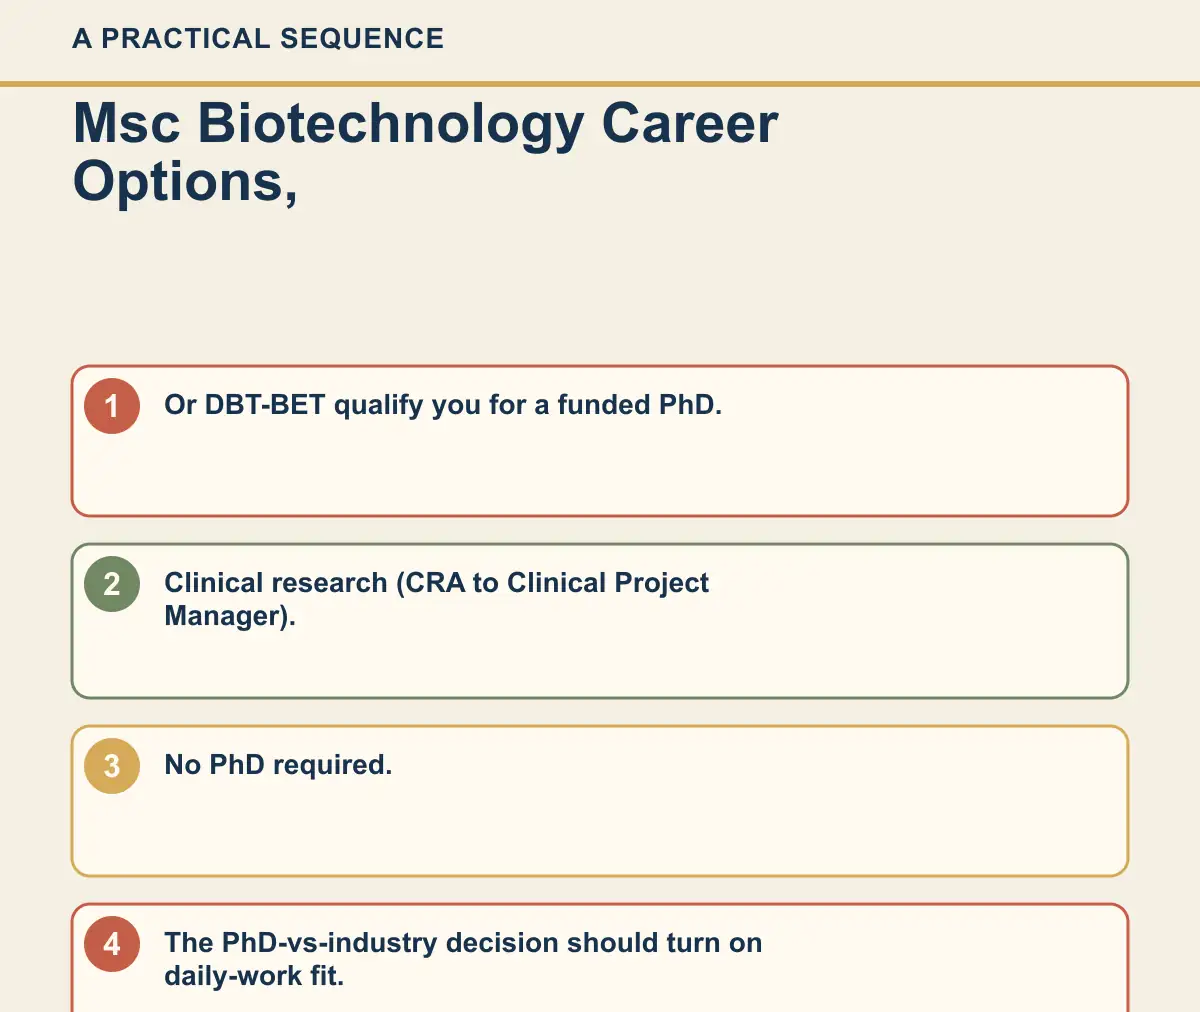 A PRACTICAL SEQUENCE
Msc Biotechnology Career
Options,
1
Or DBT-BET qualify you for a funded PhD.
2
Clinical research (CRA to Clinical Project
Manager).
3
No PhD required.
4
The PhD-vs-industry decision should turn on
daily-work fit.